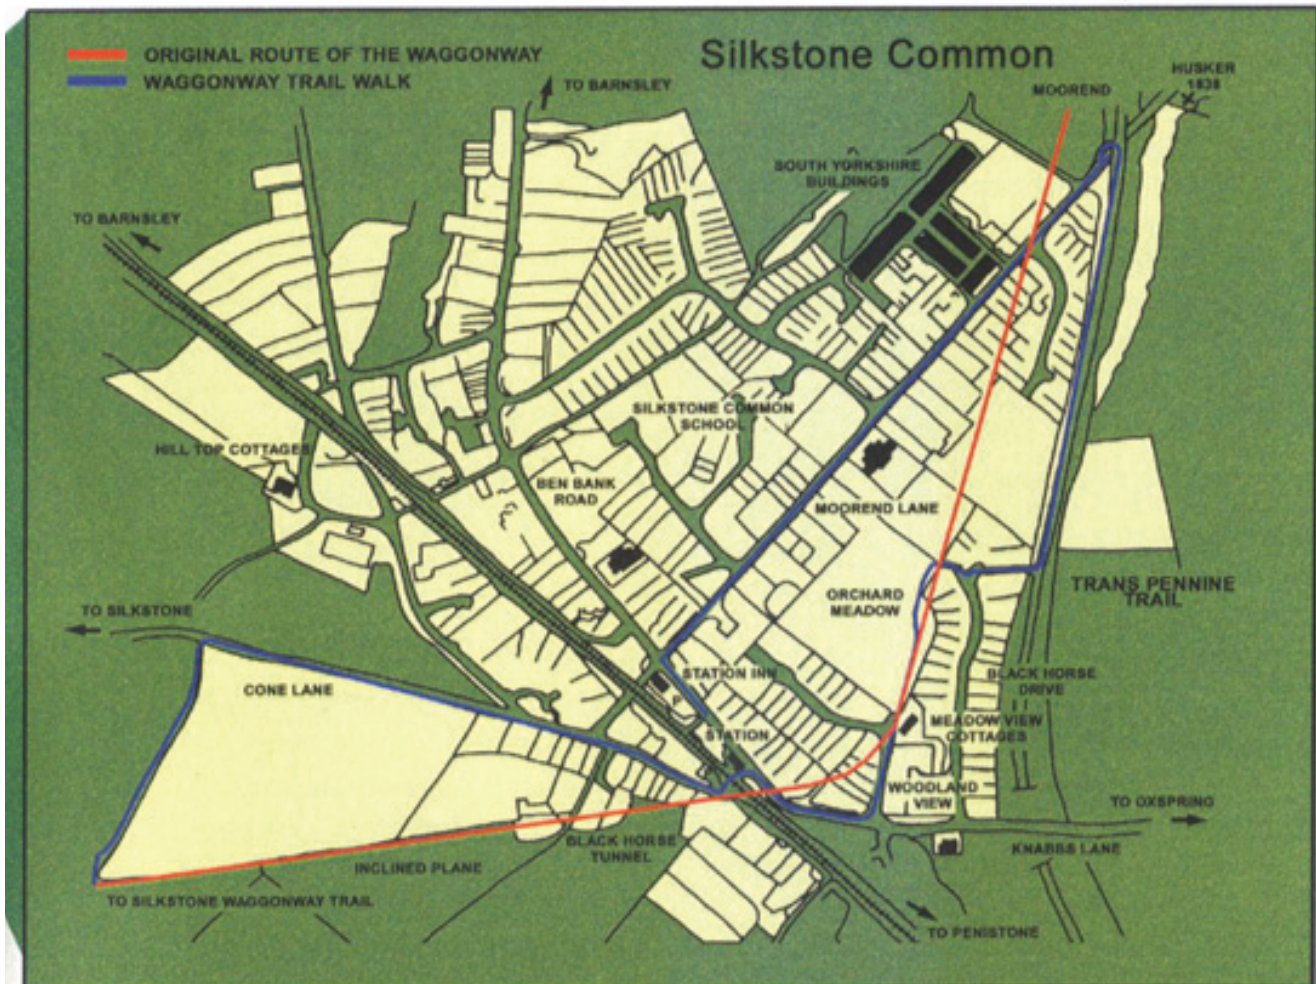 ORIGINAL ROUTE OF THE WAGGONWAY
WAGGONWAY TRAIL WALK
Silkstone Common
TO BARNSLEY
MOOREND
HUSKER
1838
SOUTH YORKSHIRE
BUILDINGS
TO BARNSLEY
HILL TOP COTTAGES
SILKSTONE COMMON
SCHOOL
BEN BANK
ROAD
MOOREND LANE
ORCHARD
MEADOW
TRANS PENNINE
TRAIL
TO SILKSTONE
CONE LANE
STATION INN
P
STATION
BLACK HORSE
DRIVE
MEADOW VIEW
COTTAGES
WOODLAND
VIEW
TO OXSPRING
KNABBS LANE
BLACK HORSE
TUNNEL
INCLINED PLANE
TO SILKSTONE WAGGONWAY TRAIL
TO PENISTONE